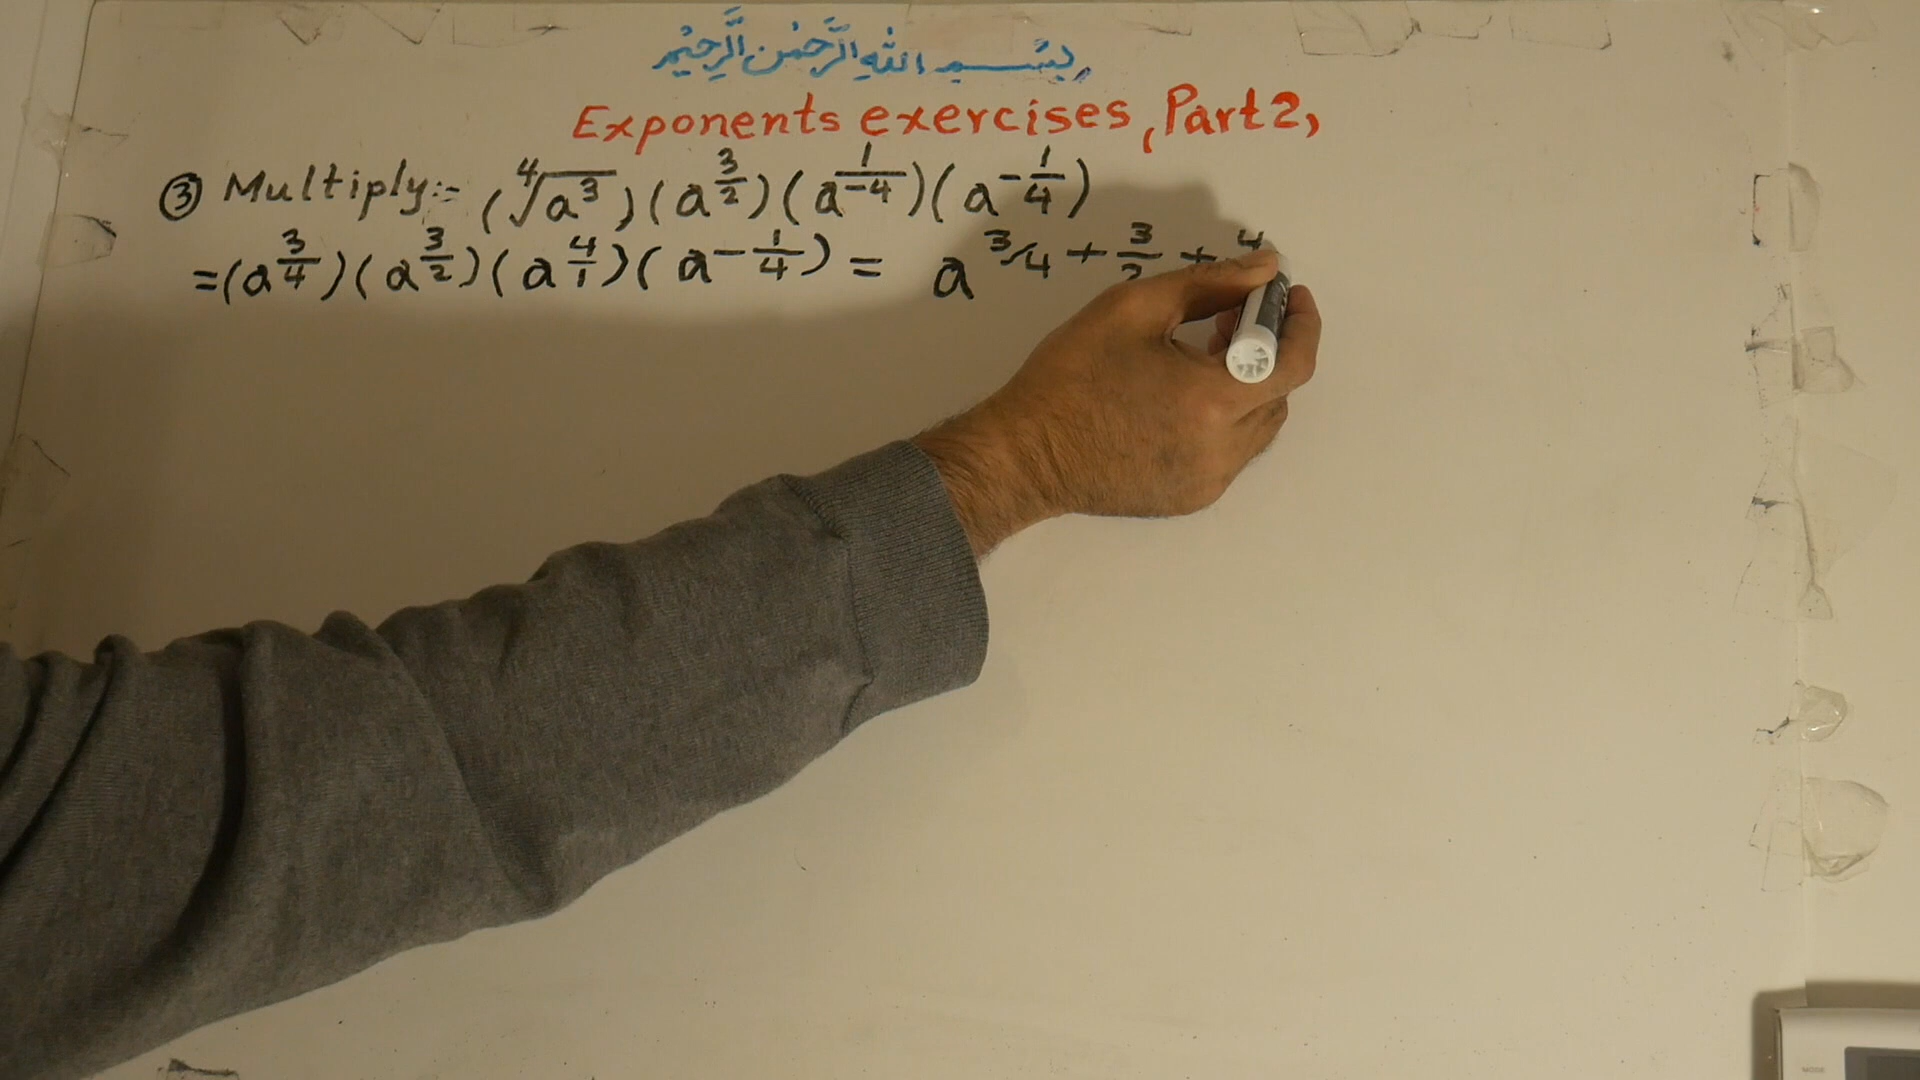 بِسْمِ اللهِ الرَّحْمٰنِ الرَّحِيْمِ
Exponents exercises, Part 2,
③ Multiply:- (∜a³)(a^(3/2))(a^(1/-4))(a^(-1/4))
=(a^(3/4))(a^(3/2))(a^(4/1))(a^(-1/4)) = a^(3/4 + 3/2 + 4